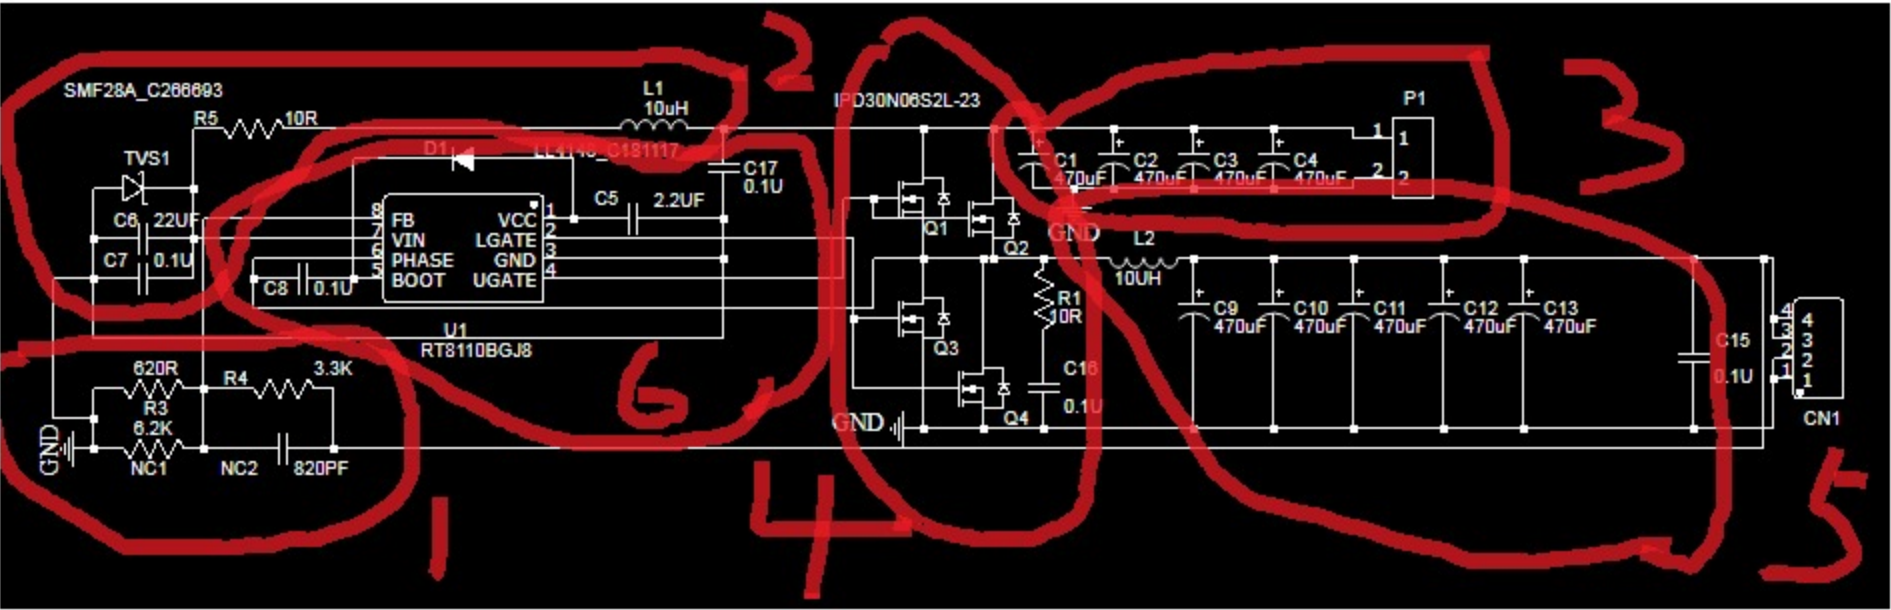 2
SMF28A_C266693
R5
10R
L1
10uH
IPD30N06S2L-23
P1
3
TVS1
D1
LL4148_C181117
C17
0.1U
C1
470uF
C2
470uF
C3
470uF
C4
470uF
1
1
2
2
C6
22UF
C7
0.1U
C5
2.2UF
8
FB
7
VIN
6
PHASE
5
BOOT
VCC
1
LGATE
2
GND
3
UGATE
4
C8
0.1U
U1
RT8110BGJ8
Q1
Q2
GND
L2
10UH
R1
10R
Q3
C16
0.1U
Q4
GND
C9
470uF
C10
470uF
C11
470uF
C12
470uF
C13
470uF
C15
0.1U
4
3
2
1
4
3
2
1
CN1
620R
R3
6.2K
NC1
R4
3.3K
NC2
820PF
GND
6
1
4
5